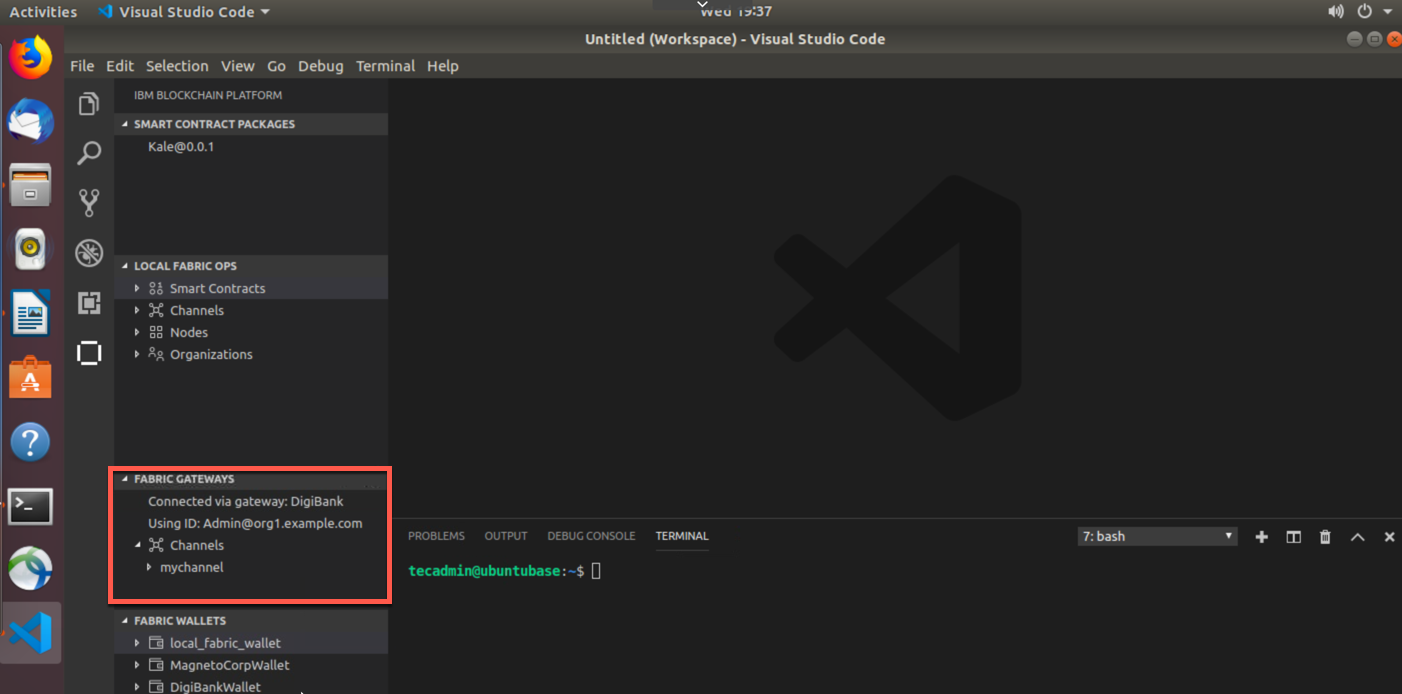 Activities
Visual Studio Code
Wed 19:37
Untitled (Workspace) - Visual Studio Code
File Edit Selection View Go Debug Terminal Help
IBM BLOCKCHAIN PLATFORM
SMART CONTRACT PACKAGES
Kale@0.0.1
LOCAL FABRIC OPS
Smart Contracts
Channels
Nodes
Organizations
FABRIC GATEWAYS
Connected via gateway: DigiBank
Using ID: Admin@org1.example.com
Channels
mychannel
FABRIC WALLETS
local_fabric_wallet
MagnetoCorpWallet
DigiBankWallet
PROBLEMS OUTPUT DEBUG CONSOLE TERMINAL
7: bash
tecadmin@ubuntubase:~$